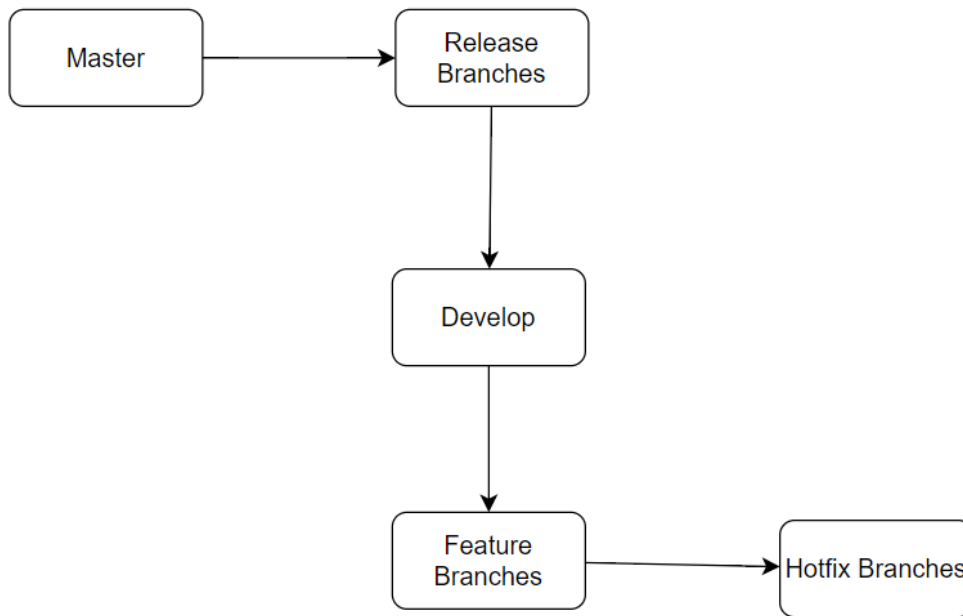 Master
Release
Branches
Develop
Feature
Branches
Hotfix Branches